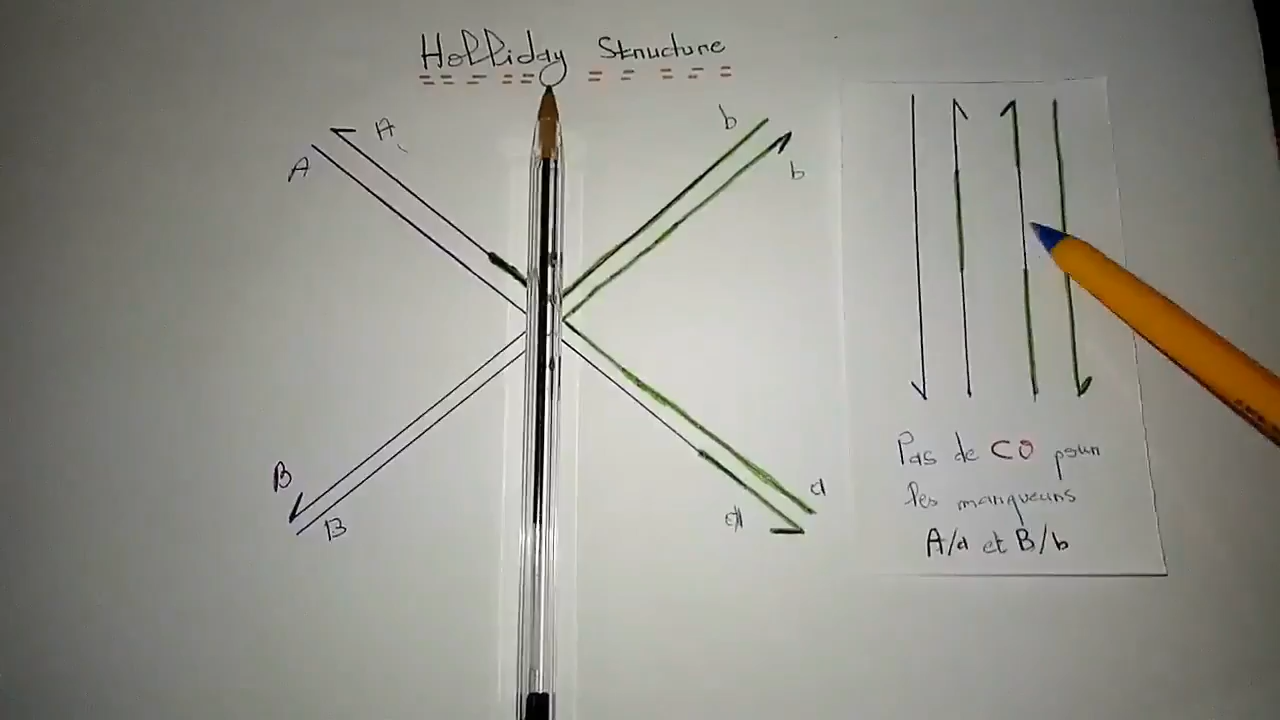 Holliday Structure
A
A
b
b
B
B
a
a
Pas de CO pour
les marqueurs
A/a et B/b